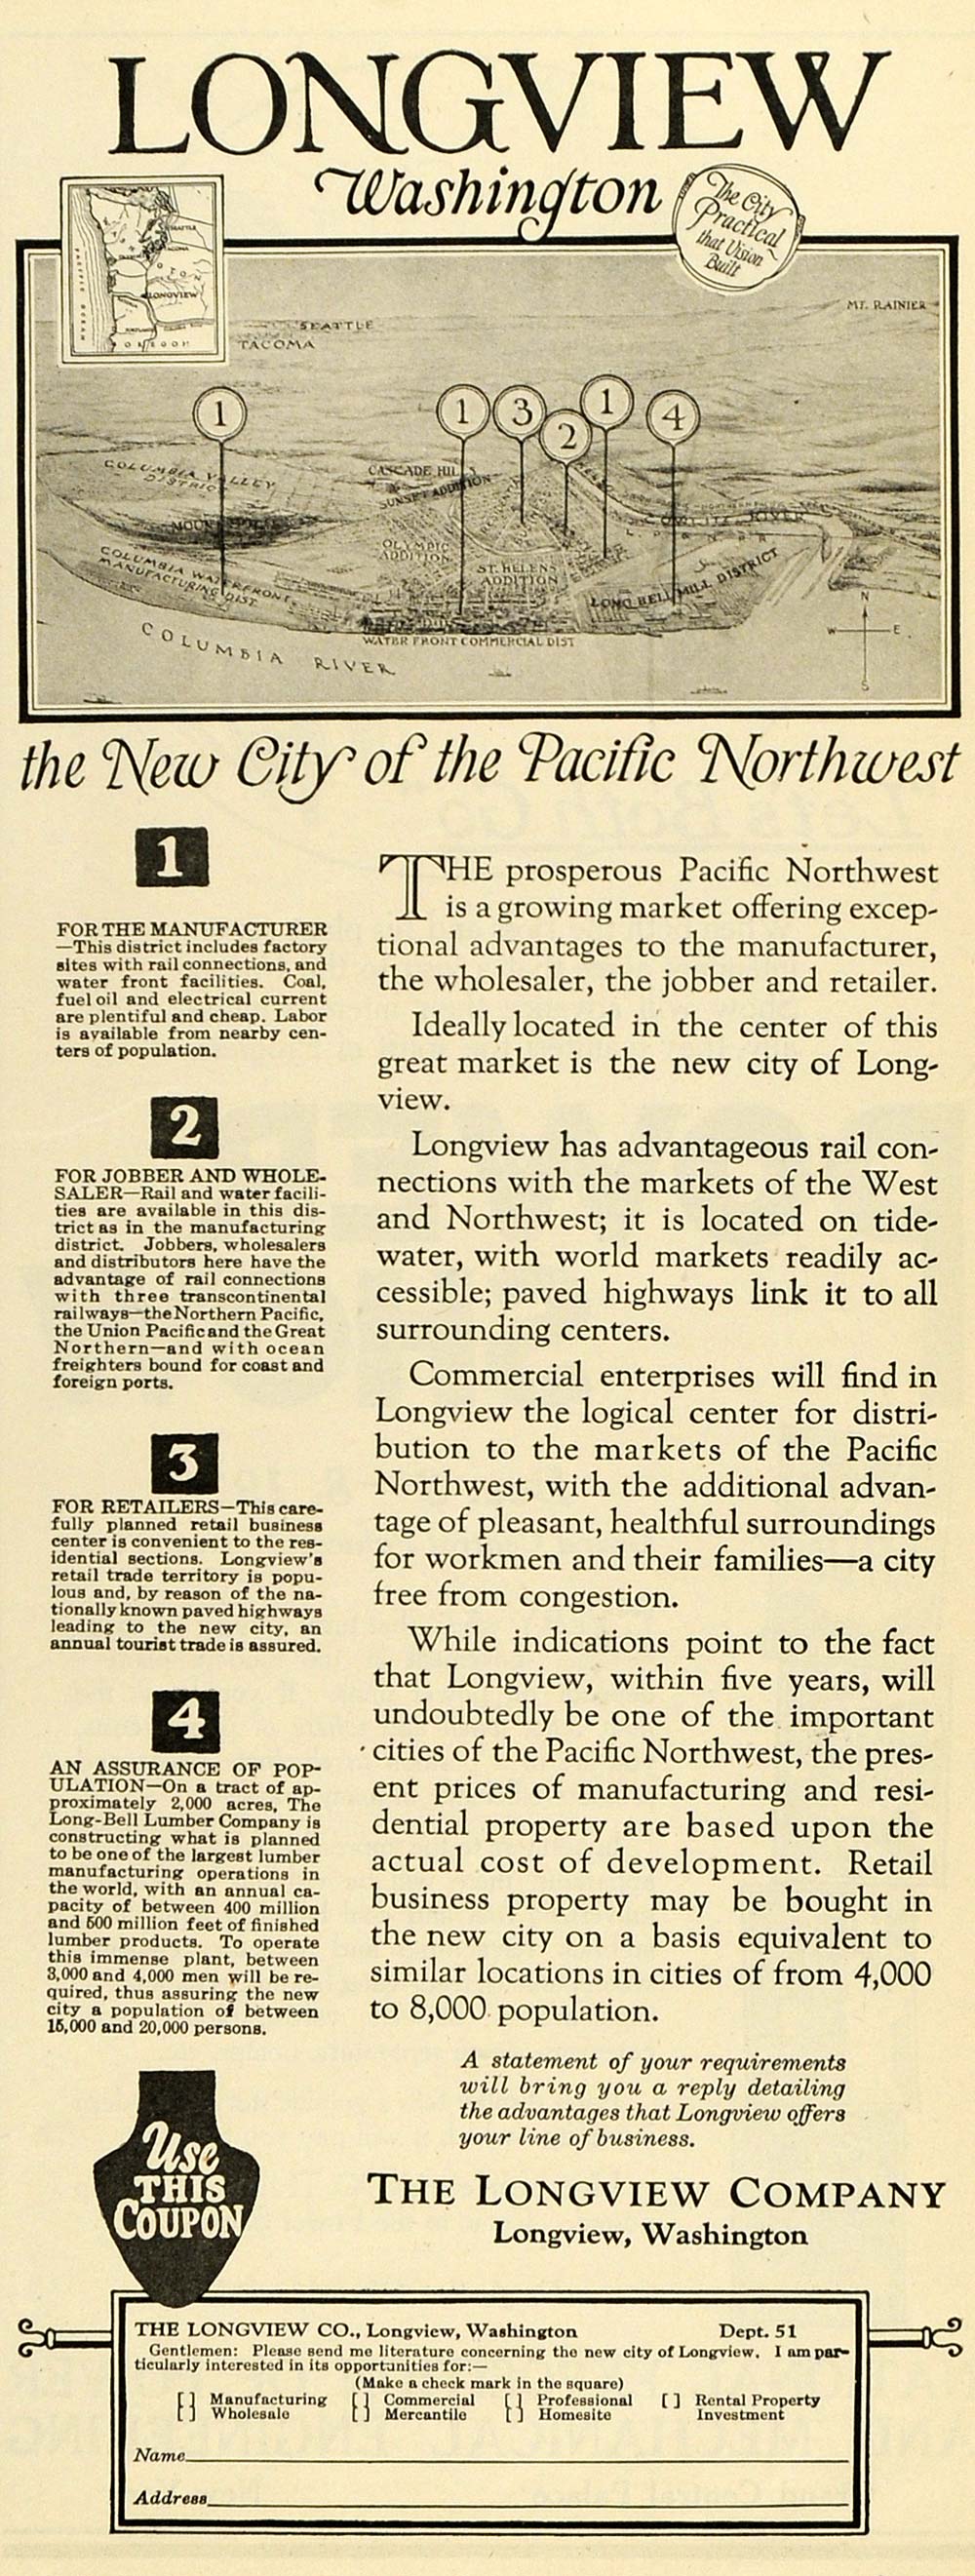 LONGVIEW
Washington
The City
Practical
that Vision
Built
SEATTLE
TACOMA
LONGVIEW
OREGON
MT. RAINIER
SEATTLE
TACOMA
1
1
3
2
1
4
COLUMBIA VALLEY
DISTRICT
CASCADE HILLS
SUNSET ADDITION
OLYMPIC
ADDITION
ST. HELENS
ADDITION
COWLITZ RIVER
COLUMBIA WATERFRONT
MANUFACTURING DIST.
LONG BELL MILL DISTRICT
WATER FRONT COMMERCIAL DIST
COLUMBIA RIVER
N
W
E
S
the New City of the Pacific Northwest
1
FOR THE MANUFACTURER
—This district includes factory
sites with rail connections, and
water front facilities. Coal,
fuel oil and electrical current
are plentiful and cheap. Labor
is available from nearby cen-
ters of population.
2
FOR JOBBER AND WHOLE-
SALER—Rail and water facili-
ties are available in this dis-
trict as in the manufacturing
district. Jobbers, wholesalers
and distributors here have the
advantage of rail connections
with three transcontinental
railways—the Northern Pacific,
the Union Pacific and the Great
Northern—and with ocean
freighters bound for coast and
foreign ports.
3
FOR RETAILERS—This care-
fully planned retail business
center is convenient to the res-
idential sections. Longview's
retail trade territory is popu-
lous and, by reason of the na-
tionally known paved highways
leading to the new city, an
annual tourist trade is assured.
4
AN ASSURANCE OF POP-
ULATION—On a tract of ap-
proximately 2,000 acres, The
Long-Bell Lumber Company is
constructing what is planned
to be one of the largest lumber
manufacturing operations in
the world, with an annual ca-
pacity of between 400 million
and 500 million feet of finished
lumber products. To operate
this immense plant, between
3,000 and 4,000 men will be re-
quired, thus assuring the new
city a population of between
15,000 and 20,000 persons.
THE prosperous Pacific Northwest
is a growing market offering excep-
tional advantages to the manufacturer,
the wholesaler, the jobber and retailer.
Ideally located in the center of this
great market is the new city of Long-
view.
Longview has advantageous rail con-
nections with the markets of the West
and Northwest; it is located on tide-
water, with world markets readily ac-
cessible; paved highways link it to all
surrounding centers.
Commercial enterprises will find in
Longview the logical center for distri-
bution to the markets of the Pacific
Northwest, with the additional advan-
tage of pleasant, healthful surroundings
for workmen and their families—a city
free from congestion.
While indications point to the fact
that Longview, within five years, will
undoubtedly be one of the important
cities of the Pacific Northwest, the pres-
ent prices of manufacturing and resi-
dential property are based upon the
actual cost of development. Retail
business property may be bought in
the new city on a basis equivalent to
similar locations in cities of from 4,000
to 8,000 population.
A statement of your requirements
will bring you a reply detailing
the advantages that Longview offers
your line of business.
THE LONGVIEW COMPANY
Longview, Washington
Use
THIS
COUPON
THE LONGVIEW CO., Longview, Washington Dept. 51
Gentlemen: Please send me literature concerning the new city of Longview. I am par-
ticularly interested in its opportunities for:—
(Make a check mark in the square)
[ ] Manufacturing [ ] Commercial [ ] Professional [ ] Rental Property
[ ] Wholesale [ ] Mercantile [ ] Homesite Investment
Name
Address